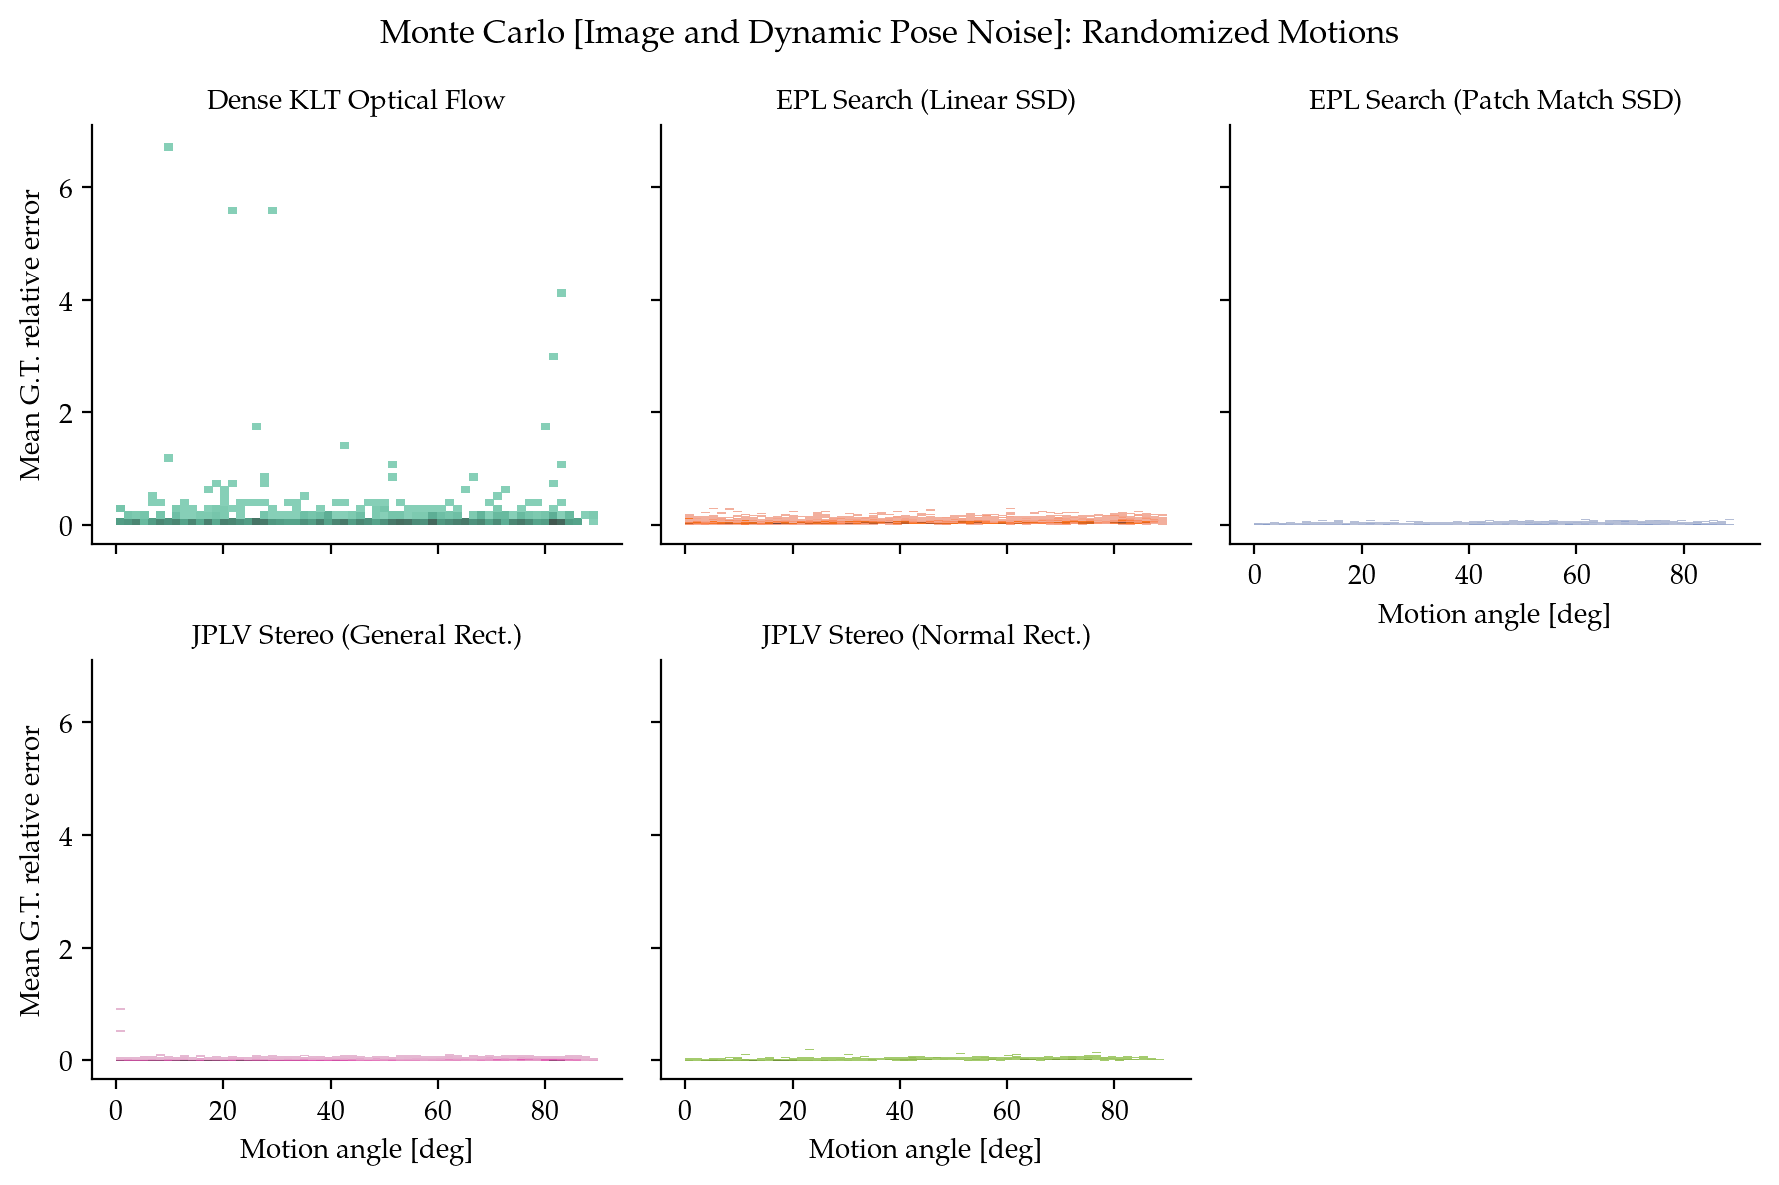 Monte Carlo [Image and Dynamic Pose Noise]: Randomized Motions
Dense KLT Optical Flow
EPL Search (Linear SSD)
EPL Search (Patch Match SSD)
Mean G.T. relative error
6
4
2
0
0 20 40 60 80
Motion angle [deg]
JPLV Stereo (General Rect.)
JPLV Stereo (Normal Rect.)
Mean G.T. relative error
6
4
2
0
0 20 40 60 80
0 20 40 60 80
Motion angle [deg]
Motion angle [deg]